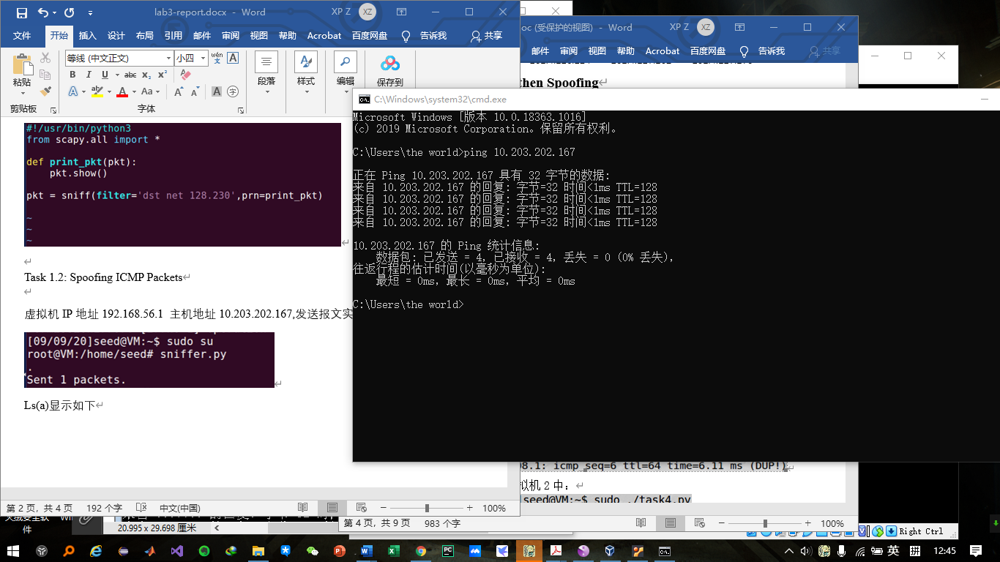 lab3-report.docx - Word
XP Z
XZ
文件 开始 插入 设计 布局 引用 邮件 审阅 视图 帮助 Acrobat 百度网盘 告诉我 共享
粘贴
剪贴板
等线 (中文正文) 小四
wén
文
A
B I U abc x₂ x²
A ab A Aa A A A 字
字体
段落
样式
编辑
保存到
#!/usr/bin/python3
from scapy.all import *
def print_pkt(pkt):
pkt.show()
pkt = sniff(filter='dst net 128.230',prn=print_pkt)
~
~
~
Task 1.2: Spoofing ICMP Packets
虚拟机 IP 地址 192.168.56.1 主机地址 10.203.202.167,发送报文实
[09/09/20]seed@VM:~$ sudo su
root@VM:/home/seed# sniffer.py
.
Sent 1 packets.
Ls(a)显示如下
第 2 页，共 4 页 192 个字 中文(中国) 100%
oc (受保护的视图) - Word
XP Z
XZ
邮件 审阅 视图 帮助 Acrobat 百度网盘 告诉我 共享
then Spoofing
C:\Windows\system32\cmd.exe
Microsoft Windows [版本 10.0.18363.1016]
(c) 2019 Microsoft Corporation。保留所有权利。
C:\Users\the world>ping 10.203.202.167
正在 Ping 10.203.202.167 具有 32 字节的数据:
来自 10.203.202.167 的回复: 字节=32 时间<1ms TTL=128
来自 10.203.202.167 的回复: 字节=32 时间<1ms TTL=128
来自 10.203.202.167 的回复: 字节=32 时间<1ms TTL=128
来自 10.203.202.167 的回复: 字节=32 时间<1ms TTL=128
10.203.202.167 的 Ping 统计信息:
数据包: 已发送 = 4，已接收 = 4，丢失 = 0 (0% 丢失)，
往返行程的估计时间(以毫秒为单位):
最短 = 0ms，最长 = 0ms，平均 = 0ms
C:\Users\the world>
8.1: icmp_seq=6 ttl=64 time=6.11 ms (DUP!)
拟机 2 中：
seed@VM:~$ sudo ./task4.py
第 4 页，共 9 页 983 个字 100%
件
20.995 x 29.698 厘米
Right Ctrl
英 拼 12:45